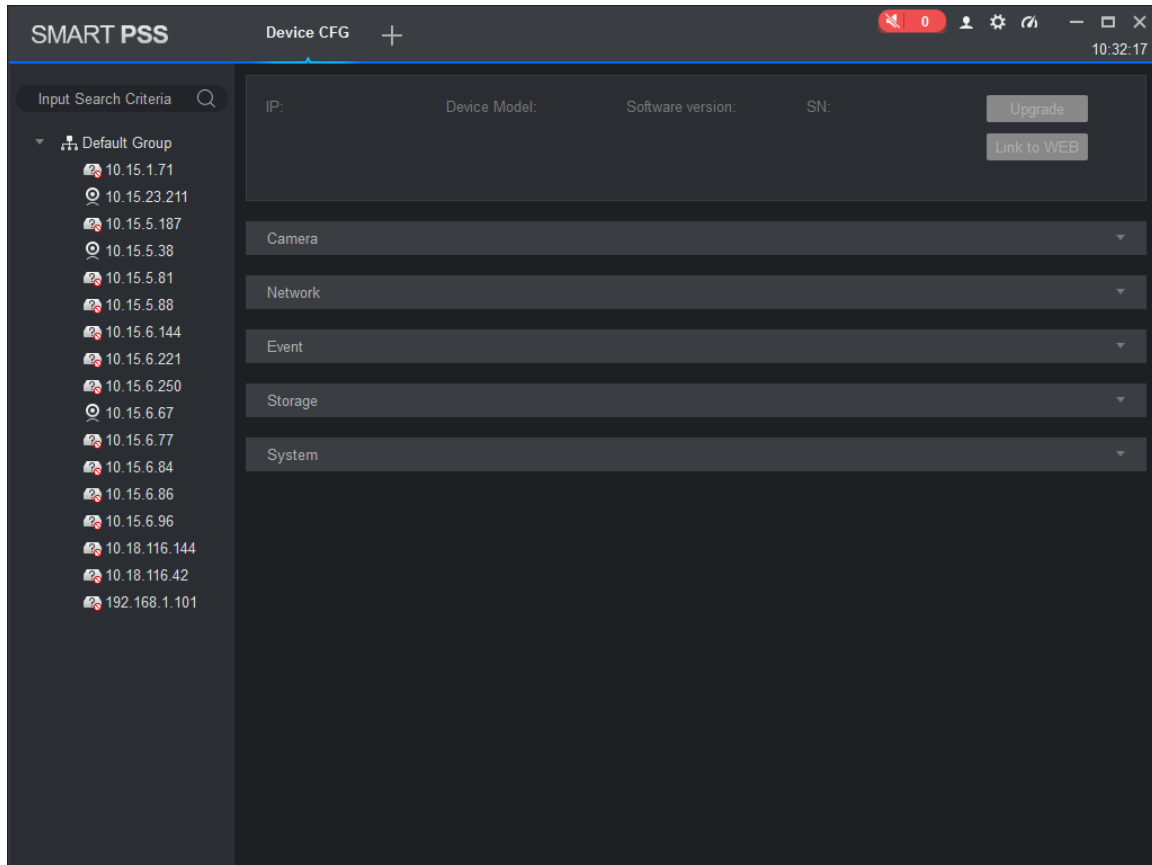 SMART PSS
Device CFG
0
10:32:17
Input Search Criteria
Default Group
10.15.1.71
10.15.23.211
10.15.5.187
10.15.5.38
10.15.5.81
10.15.5.88
10.15.6.144
10.15.6.221
10.15.6.250
10.15.6.67
10.15.6.77
10.15.6.84
10.15.6.86
10.15.6.96
10.18.116.144
10.18.116.42
192.168.1.101
IP: Device Model: Software version: SN:
Upgrade
Link to WEB
Camera
Network
Event
Storage
System